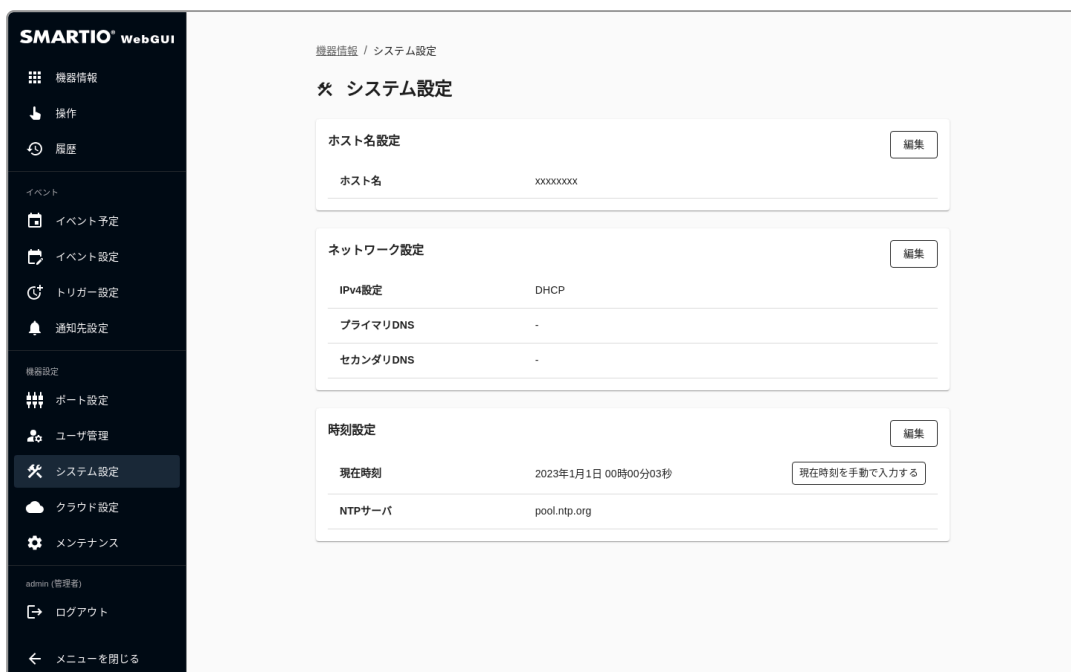 SMARTIO® WebGUI
機器情報
操作
履歴
イベント
イベント予定
イベント設定
トリガー設定
通知先設定
機器設定
ポート設定
ユーザ管理
システム設定
クラウド設定
メンテナンス
admin (管理者)
ログアウト
メニューを閉じる
機器情報 / システム設定
システム設定
ホスト名設定 編集
ホスト名 xxxxxxxx
ネットワーク設定 編集
IPv4設定 DHCP
プライマリDNS -
セカンダリDNS -
時刻設定 編集
現在時刻 2023年1月1日 00時00分03秒 現在時刻を手動で入力する
NTPサーバ pool.ntp.org